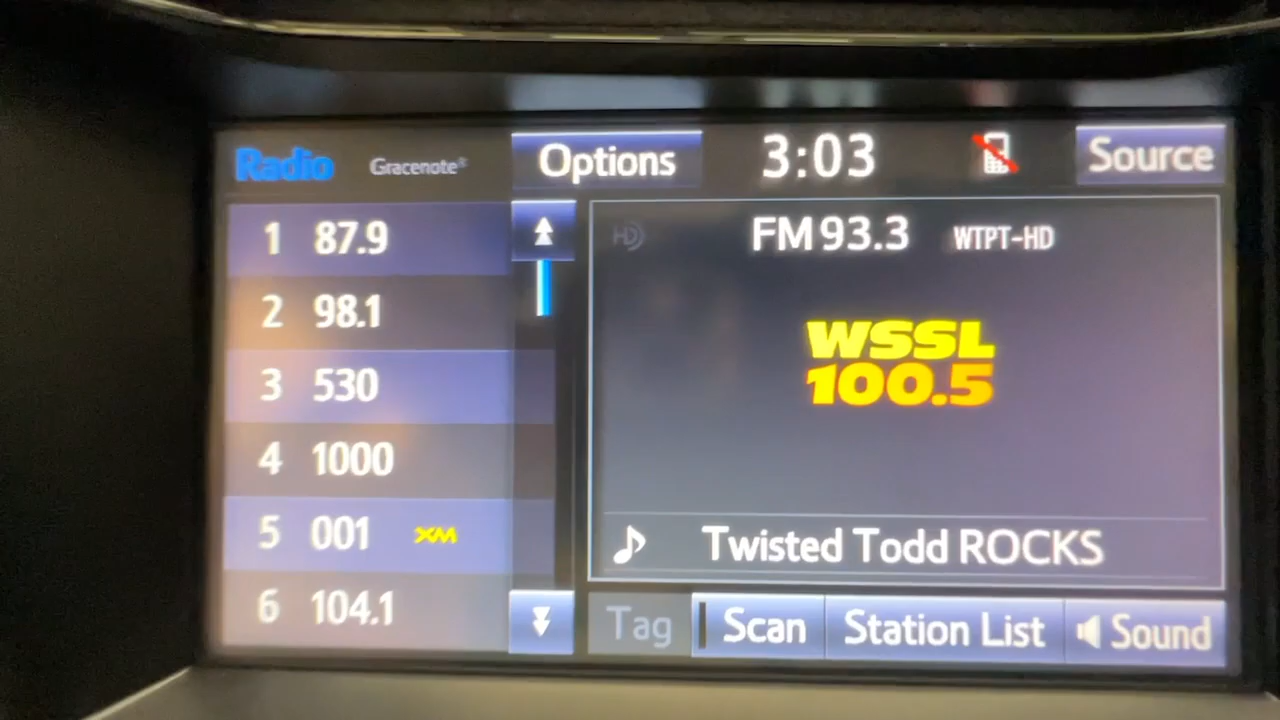 Radio Gracenote® Options 3:03 Source
1 87.9
2 98.1
3 530
4 1000
5 001 XM
6 104.1
HD FM 93.3 WTPT-HD
WSSL
100.5
Twisted Todd ROCKS
Tag Scan Station List Sound